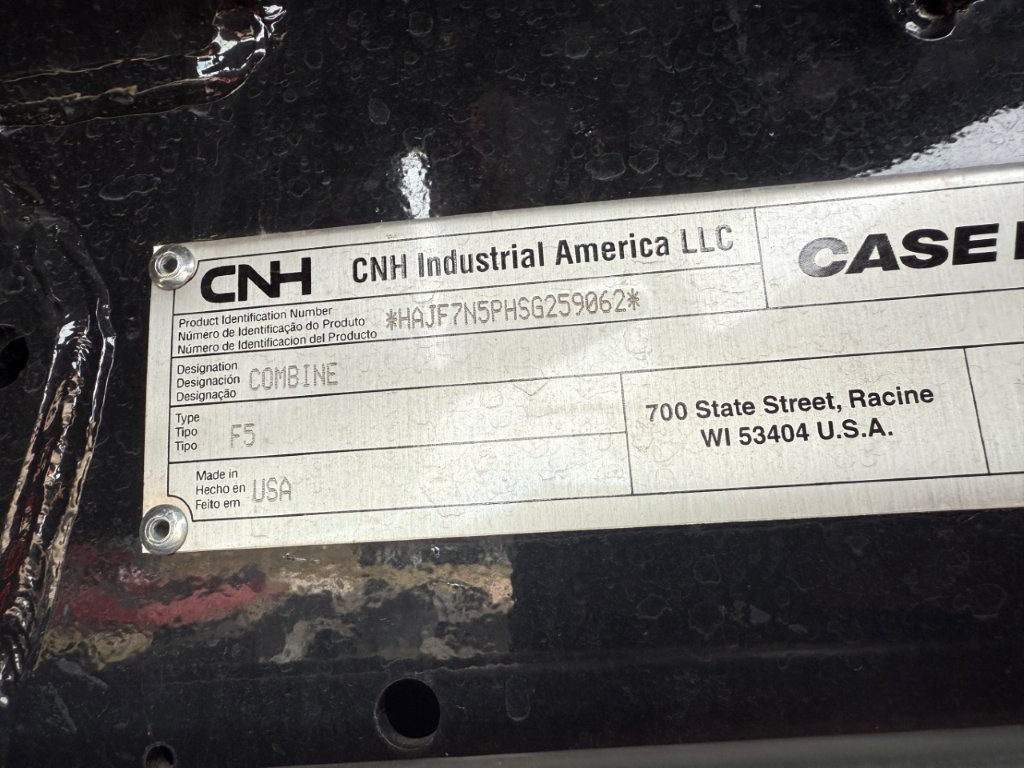 CNH CNH Industrial America LLC
CASE
Product Identification Number
Número de Identificação do Produto
Número de Identificacion del Producto
*HAJF7N5PHSG259062*
Designation
Designación
Designação
COMBINE
Type
Tipo
Tipo
F5
700 State Street, Racine
WI 53404 U.S.A.
Made in
Hecho en
Feito em
USA